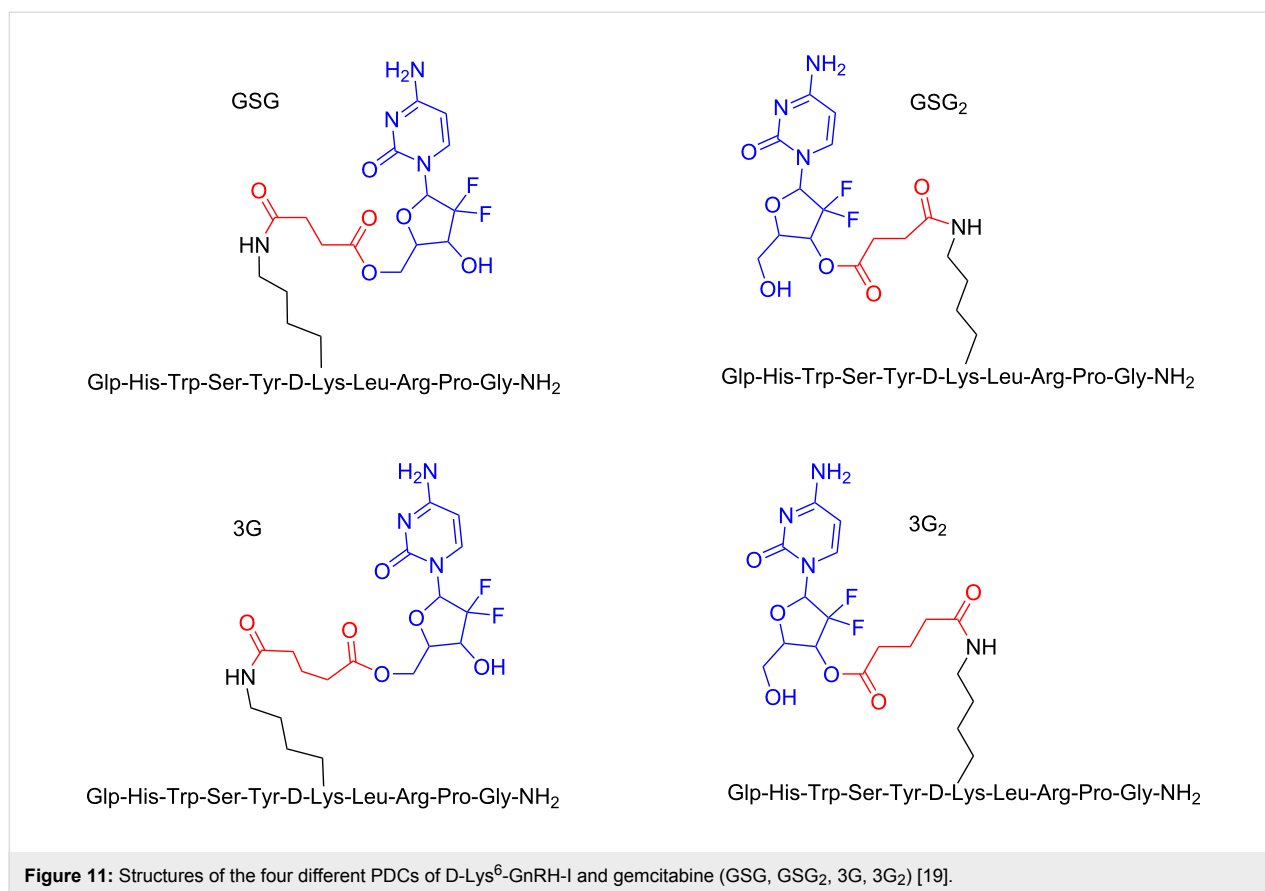 GSG
H₂N
N
O
N
F
F
O
OH
O
O
O
HN
Glp-His-Trp-Ser-Tyr-D-Lys-Leu-Arg-Pro-Gly-NH₂
GSG₂
NH₂
N
O
N
F
F
O
OH
O
O
O
NH
Glp-His-Trp-Ser-Tyr-D-Lys-Leu-Arg-Pro-Gly-NH₂
3G
H₂N
N
O
N
F
F
O
OH
O
O
O
HN
Glp-His-Trp-Ser-Tyr-D-Lys-Leu-Arg-Pro-Gly-NH₂
3G₂
NH₂
N
O
N
F
F
O
OH
O
O
O
NH
Glp-His-Trp-Ser-Tyr-D-Lys-Leu-Arg-Pro-Gly-NH₂
Figure 11: Structures of the four different PDCs of D-Lys⁶-GnRH-I and gemcitabine (GSG, GSG₂, 3G, 3G₂) [19].